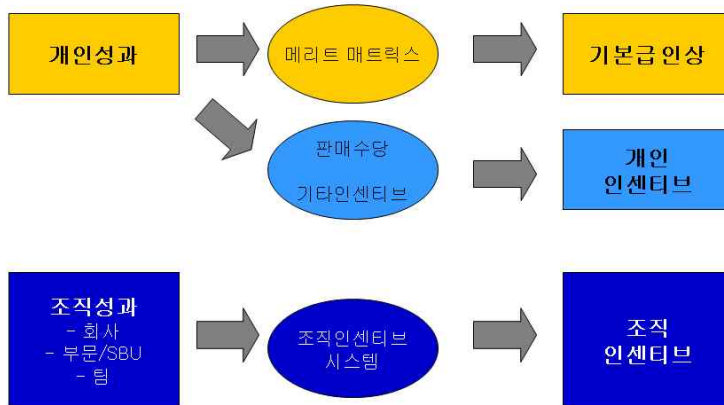 개인성과
메리트 매트릭스
기본급 인상
판매수당
기타인센티브
개인
인센티브
조직성과
- 회사
- 부문/SBU
- 팀
조직인센티브
시스템
조직
인센티브